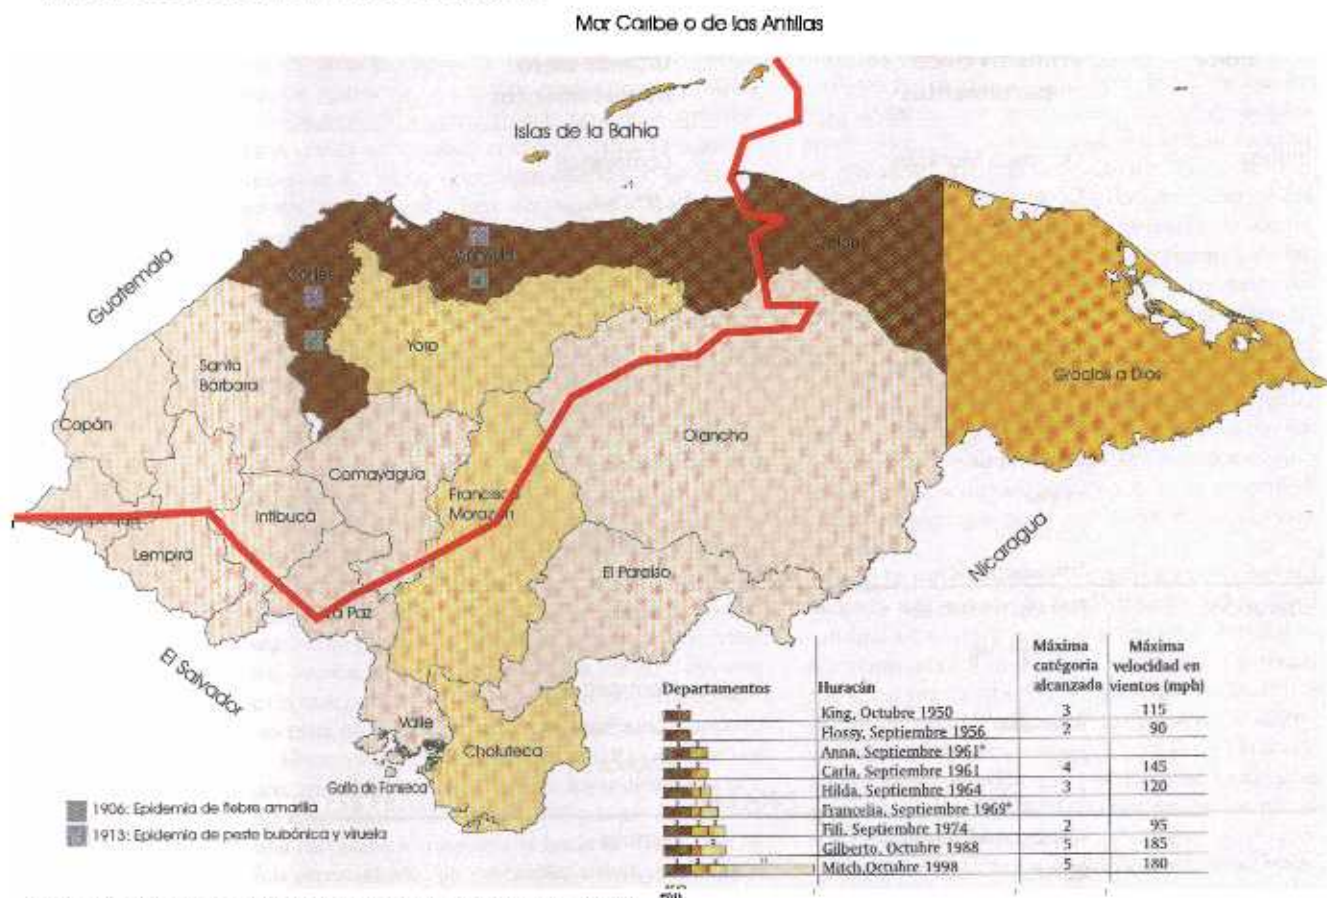 Mar Caribe o de las Antillas
Islas de la Bahía
Guatemala
Cortés
Atlántida
Colón
Yoro
Santa
Bárbara
Gracias a Dios
Copán
Olancho
Comayagua
Francisco
Morazán
Ocotepeque
Intibucá
Lempira
El Paraíso
Nicaragua
La Paz
El Salvador
Valle
Choluteca
Golfo de Fonseca
1906: Epidemia de fiebre amarilla
1913: Epidemia de peste bubónica y viruela
Departamentos Huracán Máxima catégoria alcanzada Máxima velocidad en vientos (mph)
King, Octubre 1950 3 115
Flossy, Septiembre 1956 2 90
Anna, Septiembre 1961*
Carla, Septiembre 1961 4 145
Hilda, Septiembre 1964 3 120
Francelia, Septiembre 1969*
Fifi, Septiembre 1974 2 95
Gilberto, Octubre 1988 5 185
Mitch,Octubre 1998 5 180